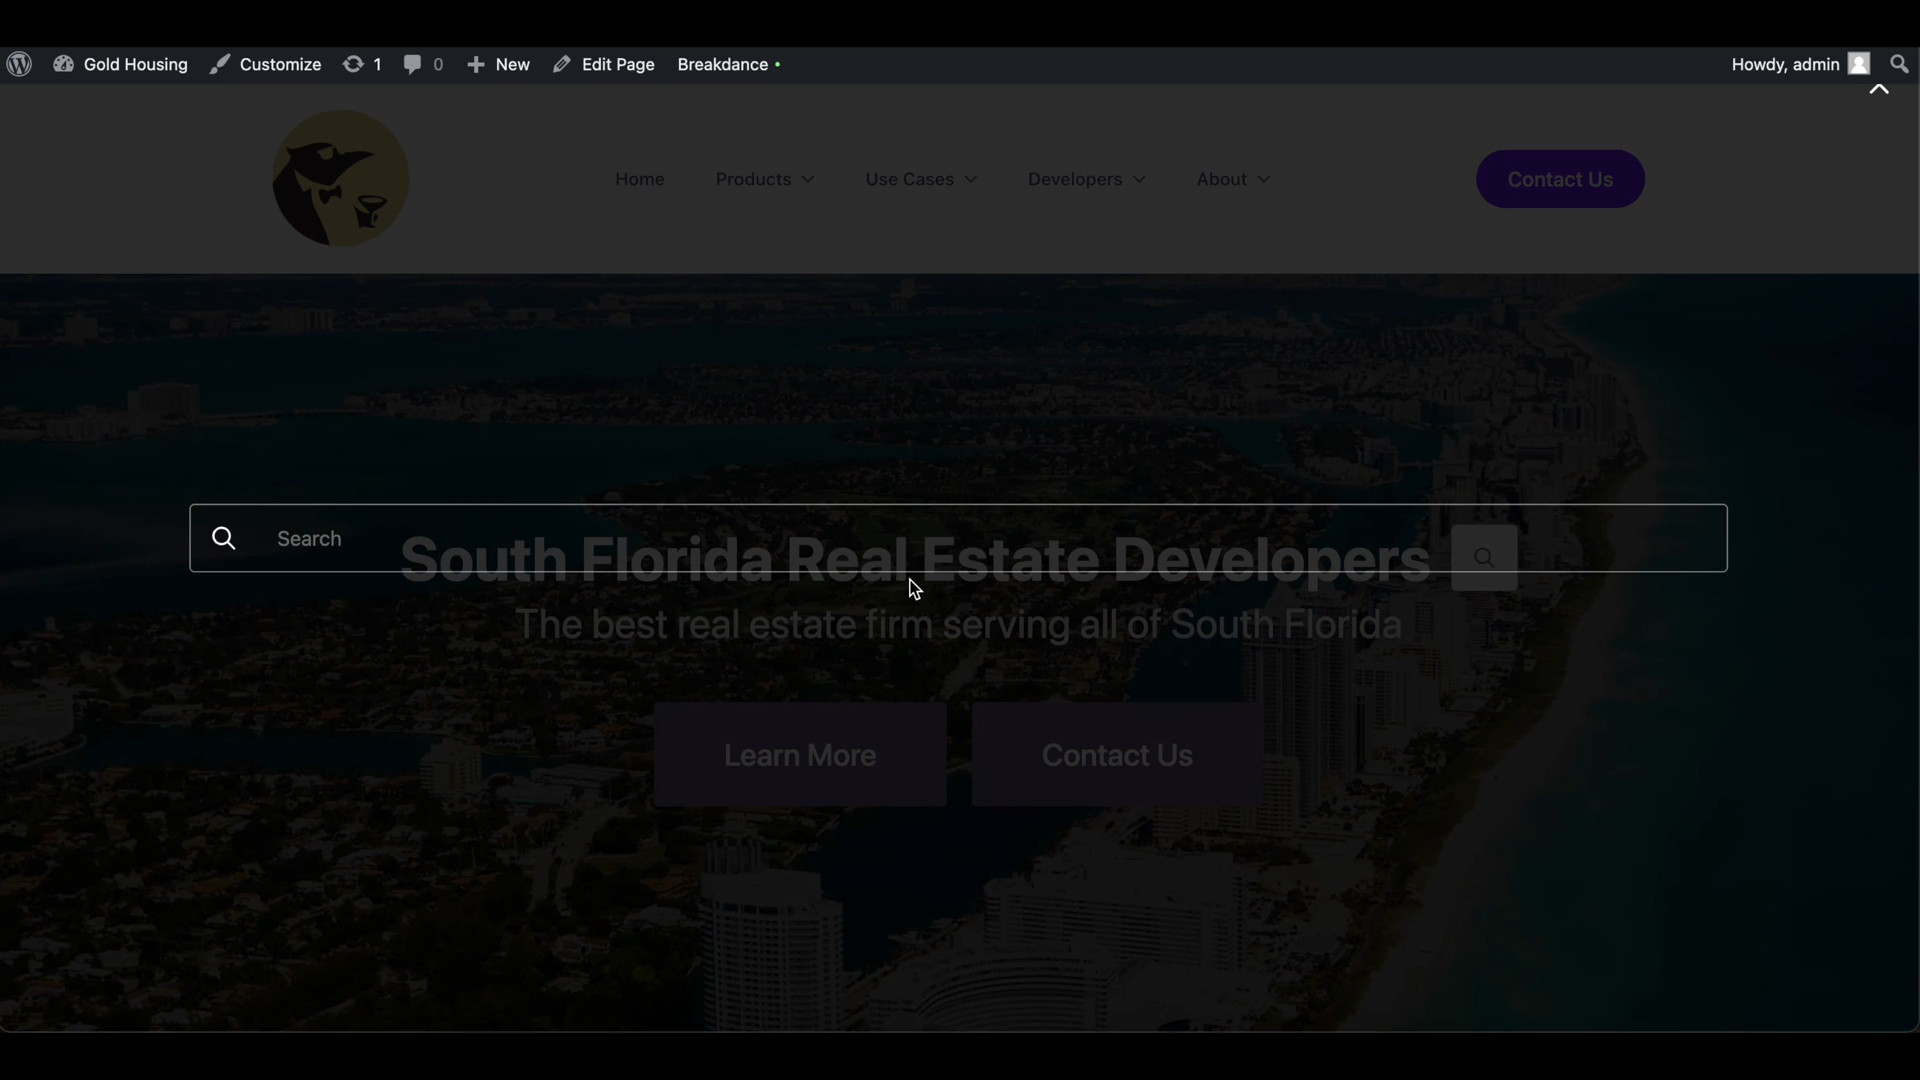 Gold Housing Customize 1 0 New Edit Page Breakdance Howdy, admin
Home Products Use Cases Developers About Contact Us
Search
South Florida Real Estate Developers
The best real estate firm serving all of South Florida
Learn More Contact Us